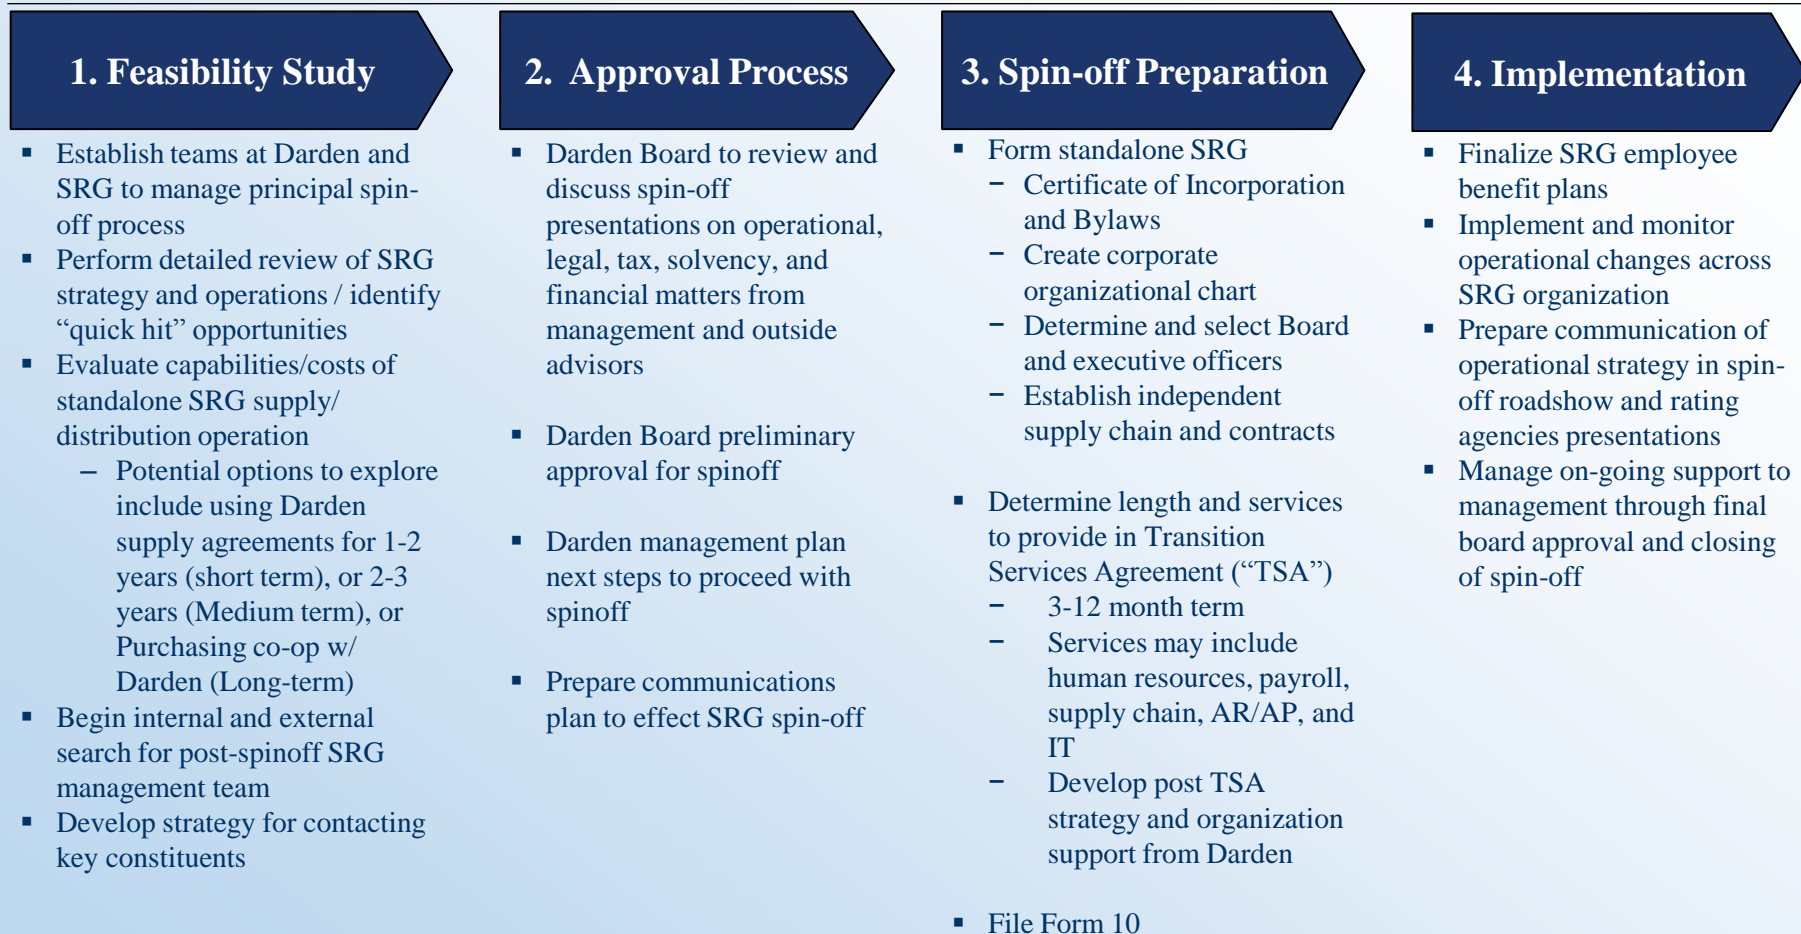 1. Feasibility Study
▪ Establish teams at Darden and
SRG to manage principal spin-
off process
▪ Perform detailed review of SRG
strategy and operations / identify
“quick hit” opportunities
▪ Evaluate capabilities/costs of
standalone SRG supply/
distribution operation
– Potential options to explore
include using Darden
supply agreements for 1-2
years (short term), or 2-3
years (Medium term), or
Purchasing co-op w/
Darden (Long-term)
▪ Begin internal and external
search for post-spinoff SRG
management team
▪ Develop strategy for contacting
key constituents
2. Approval Process
▪ Darden Board to review and
discuss spin-off
presentations on operational,
legal, tax, solvency, and
financial matters from
management and outside
advisors
▪ Darden Board preliminary
approval for spinoff
▪ Darden management plan
next steps to proceed with
spinoff
▪ Prepare communications
plan to effect SRG spin-off
3. Spin-off Preparation
▪ Form standalone SRG
− Certificate of Incorporation
and Bylaws
− Create corporate
organizational chart
− Determine and select Board
and executive officers
− Establish independent
supply chain and contracts
▪ Determine length and services
to provide in Transition
Services Agreement (“TSA”)
− 3-12 month term
− Services may include
human resources, payroll,
supply chain, AR/AP, and
IT
− Develop post TSA
strategy and organization
support from Darden
▪ File Form 10
4. Implementation
▪ Finalize SRG employee
benefit plans
▪ Implement and monitor
operational changes across
SRG organization
▪ Prepare communication of
operational strategy in spin-
off roadshow and rating
agencies presentations
▪ Manage on-going support to
management through final
board approval and closing
of spin-off